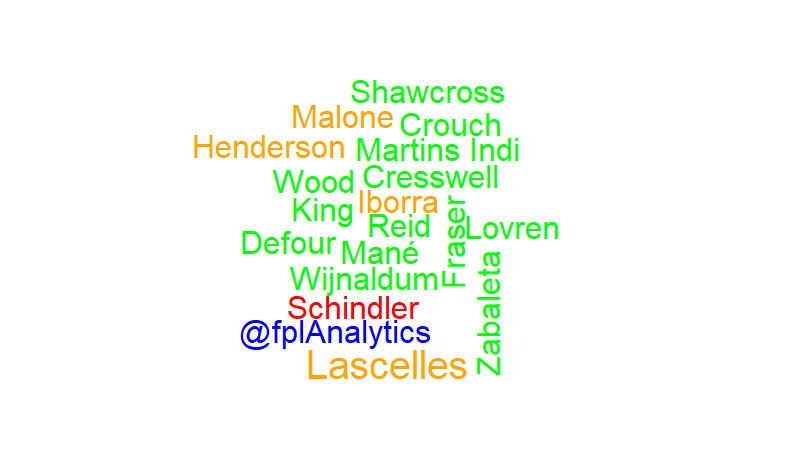 Shawcross
Malone
Crouch
Henderson
Martins Indi
Wood
Cresswell
King
Iborra
Reid
Fraser
Lovren
Defour
Mané
Wijnaldum
Zabaleta
Schindler
@fplAnalytics
Lascelles